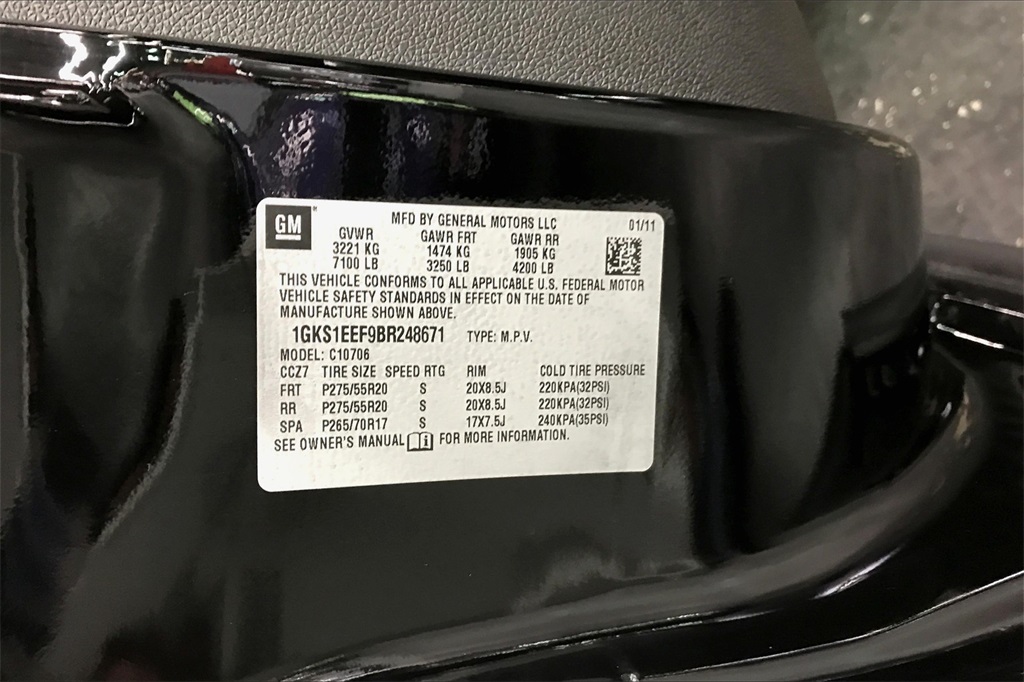 GM MFD BY GENERAL MOTORS LLC 01/11
GVWR GAWR FRT GAWR RR
3221 KG 1474 KG 1905 KG
7100 LB 3250 LB 4200 LB
THIS VEHICLE CONFORMS TO ALL APPLICABLE U.S. FEDERAL MOTOR
VEHICLE SAFETY STANDARDS IN EFFECT ON THE DATE OF
MANUFACTURE SHOWN ABOVE.
1GKS1EEF9BR248671 TYPE: M.P.V.
MODEL: C10706
CCZ7 TIRE SIZE SPEED RTG RIM COLD TIRE PRESSURE
FRT P275/55R20 S 20X8.5J 220KPA(32PSI)
RR P275/55R20 S 20X8.5J 220KPA(32PSI)
SPA P265/70R17 S 17X7.5J 240KPA(35PSI)
SEE OWNER'S MANUAL FOR MORE INFORMATION.